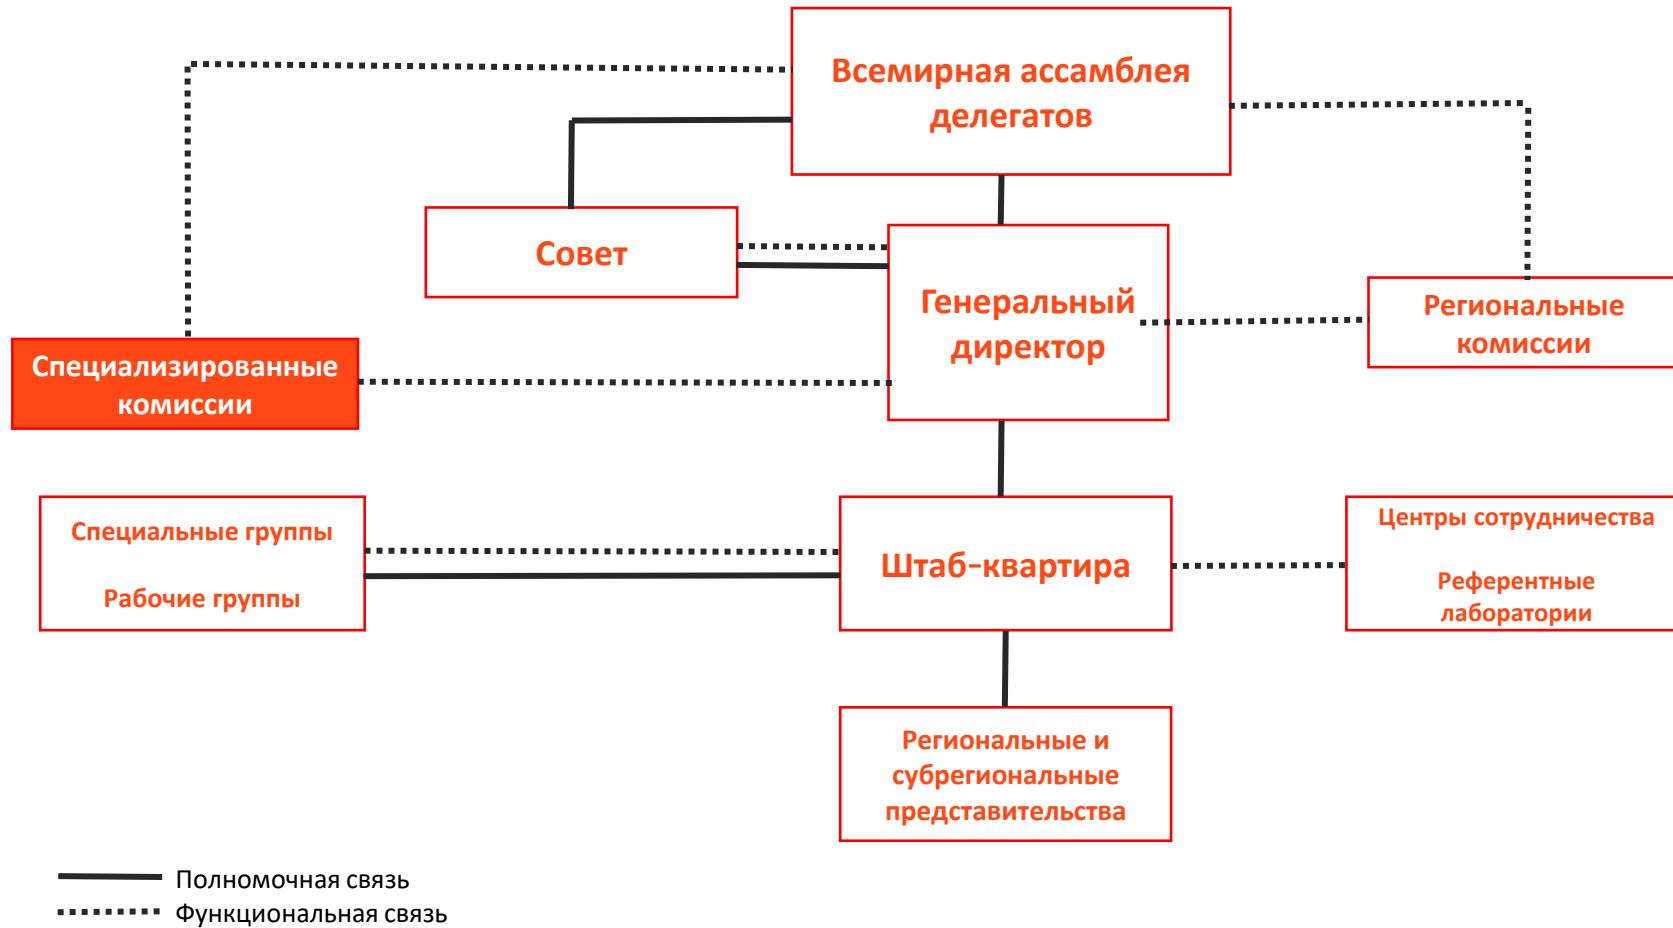 Всемирная ассамблея
делегатов
Совет
Генеральный
директор
Региональные
комиссии
Специализированные
комиссии
Специальные группы
Рабочие группы
Штаб-квартира
Центры сотрудничества
Референтные
лаборатории
Региональные и
субрегиональные
представительства
Полномочная связь
Функциональная связь